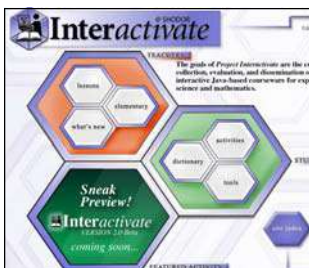 @ SHODOR
Interactivate
TEACHERS
The goals of Project Interactivate are the
collection, evaluation, and dissemination
interactive Java-based courseware for
science and mathematics.
lessons
elementary
what's new
activities
dictionary
tools
Sneak
Preview!
Interactivate
VERSION 2.0 Beta
coming soon...
site index
FEATURED ACTIVITY